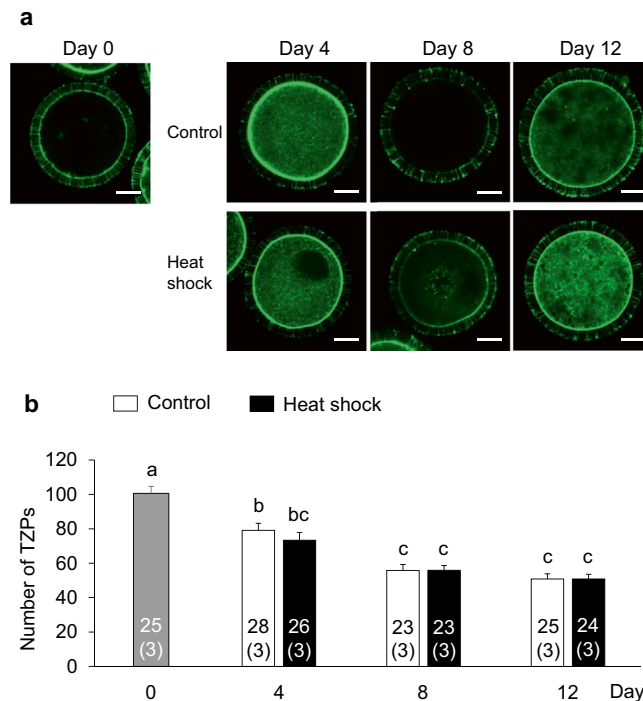 a
Day 0
Day 4
Day 8
Day 12
Control
Heat
shock
b
Control
Heat shock
Number of TZPs
120
100
80
60
40
20
0
a
b
bc
c
c
c
c
25
(3)
28
(3)
26
(3)
23
(3)
23
(3)
25
(3)
24
(3)
0
4
8
12
Day